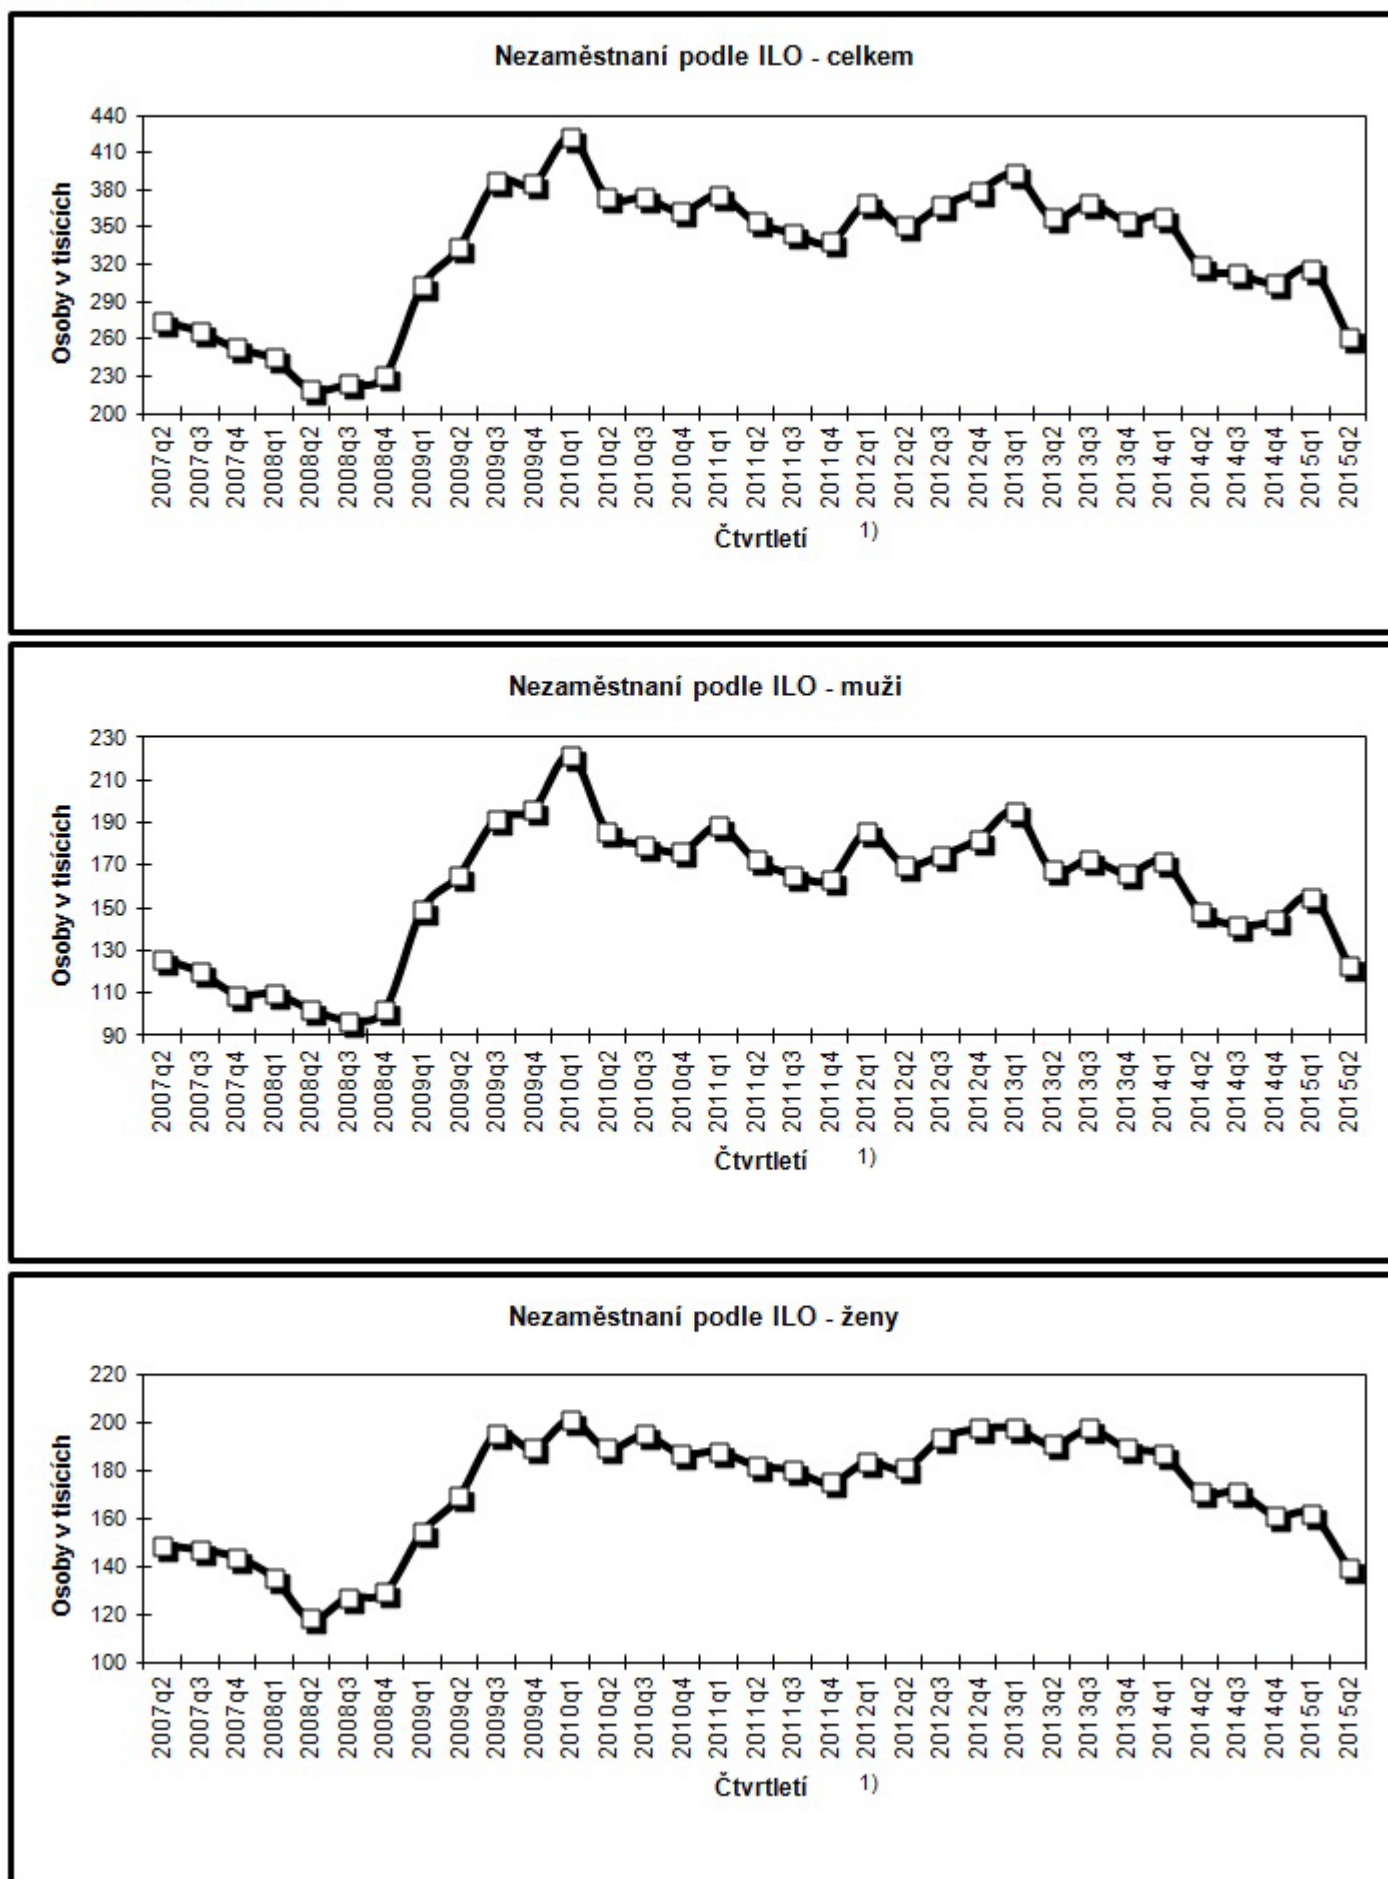 Nezaměstnaní podle ILO - celkem
Osoby v tisících
440
410
380
350
320
290
260
230
200
2007q2
2007q3
2007q4
2008q1
2008q2
2008q3
2008q4
2009q1
2009q2
2009q3
2009q4
2010q1
2010q2
2010q3
2010q4
2011q1
2011q2
2011q3
2011q4
2012q1
2012q2
2012q3
2012q4
2013q1
2013q2
2013q3
2013q4
2014q1
2014q2
2014q3
2014q4
2015q1
2015q2
Čtvrtletí 1)
Nezaměstnaní podle ILO - muži
Osoby v tisících
230
210
190
170
150
130
110
90
2007q2
2007q3
2007q4
2008q1
2008q2
2008q3
2008q4
2009q1
2009q2
2009q3
2009q4
2010q1
2010q2
2010q3
2010q4
2011q1
2011q2
2011q3
2011q4
2012q1
2012q2
2012q3
2012q4
2013q1
2013q2
2013q3
2013q4
2014q1
2014q2
2014q3
2014q4
2015q1
2015q2
Čtvrtletí 1)
Nezaměstnaní podle ILO - ženy
Osoby v tisících
220
200
180
160
140
120
100
2007q2
2007q3
2007q4
2008q1
2008q2
2008q3
2008q4
2009q1
2009q2
2009q3
2009q4
2010q1
2010q2
2010q3
2010q4
2011q1
2011q2
2011q3
2011q4
2012q1
2012q2
2012q3
2012q4
2013q1
2013q2
2013q3
2013q4
2014q1
2014q2
2014q3
2014q4
2015q1
2015q2
Čtvrtletí 1)